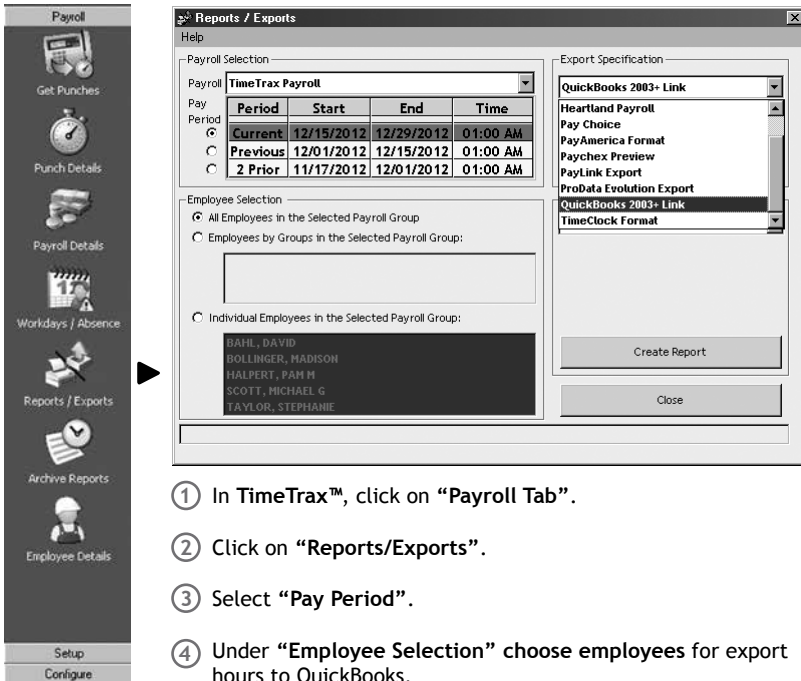 Payroll
Get Punches
Punch Details
Payroll Details
Workdays / Absence
Reports / Exports
Archive Reports
Employee Details
Setup
Configure
Reports / Exports
Help
Payroll Selection
Payroll TimeTrax Payroll
Pay Period
Period Start End Time
Current 12/15/2012 12/29/2012 01:00 AM
Previous 12/01/2012 12/15/2012 01:00 AM
2 Prior 11/17/2012 12/01/2012 01:00 AM
Employee Selection
All Employees in the Selected Payroll Group
Employees by Groups in the Selected Payroll Group:
Individual Employees in the Selected Payroll Group:
BAHL, DAVID
BOLLINGER, MADISON
HALPERT, PAM M
SCOTT, MICHAEL G
TAYLOR, STEPHANIE
Export Specification
QuickBooks 2003+ Link
Heartland Payroll
Pay Choice
PayAmerica Format
Paychex Preview
PayLink Export
ProData Evolution Export
QuickBooks 2003+ Link
TimeClock Format
Create Report
Close
1 In TimeTrax™, click on “Payroll Tab”.
2 Click on “Reports/Exports”.
3 Select “Pay Period”.
4 Under “Employee Selection” choose employees for export
hours to QuickBooks.